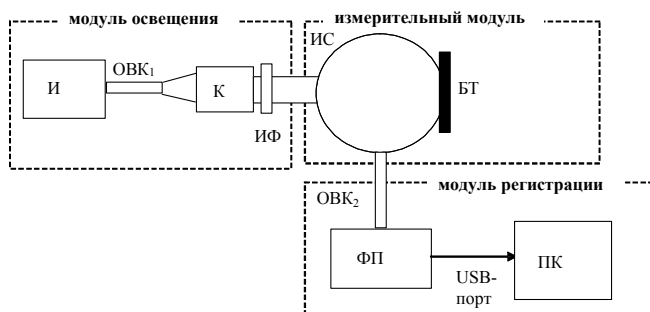 модуль освещения
измерительный модуль
ИС
ОВК₁
И
К
БТ
ИФ
модуль регистрации
ОВК₂
ФП
ПК
USB-
порт